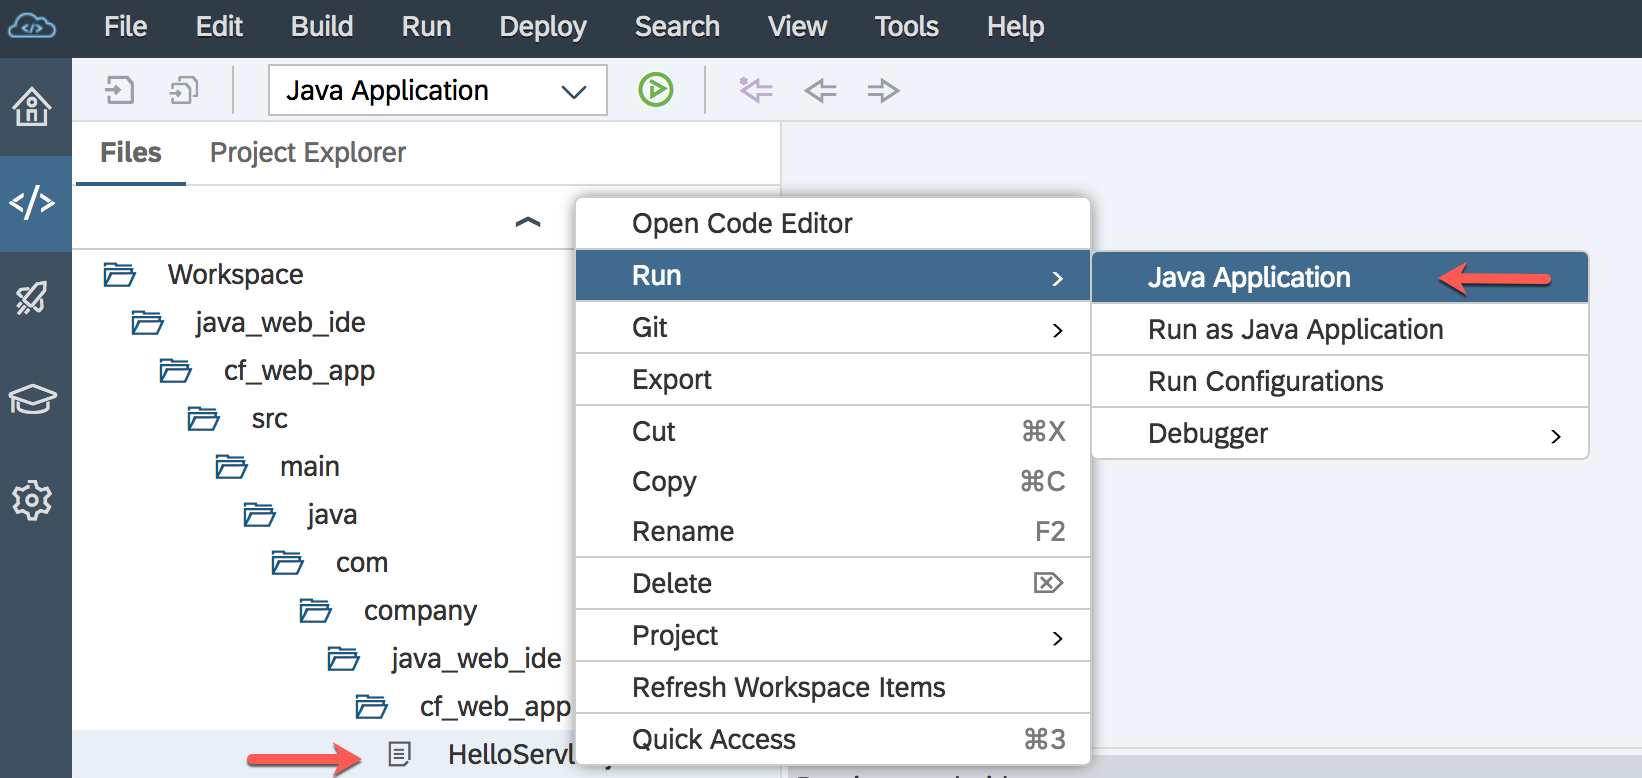 File Edit Build Run Deploy Search View Tools Help
Java Application
Files Project Explorer
Workspace
java_web_ide
cf_web_app
src
main
java
com
company
java_web_ide
cf_web_app
Open Code Editor
Run
Git
Export
Cut ⌘X
Copy ⌘C
Rename F2
Delete
Project
Refresh Workspace Items
Quick Access ⌘3
Java Application
Run as Java Application
Run Configurations
Debugger